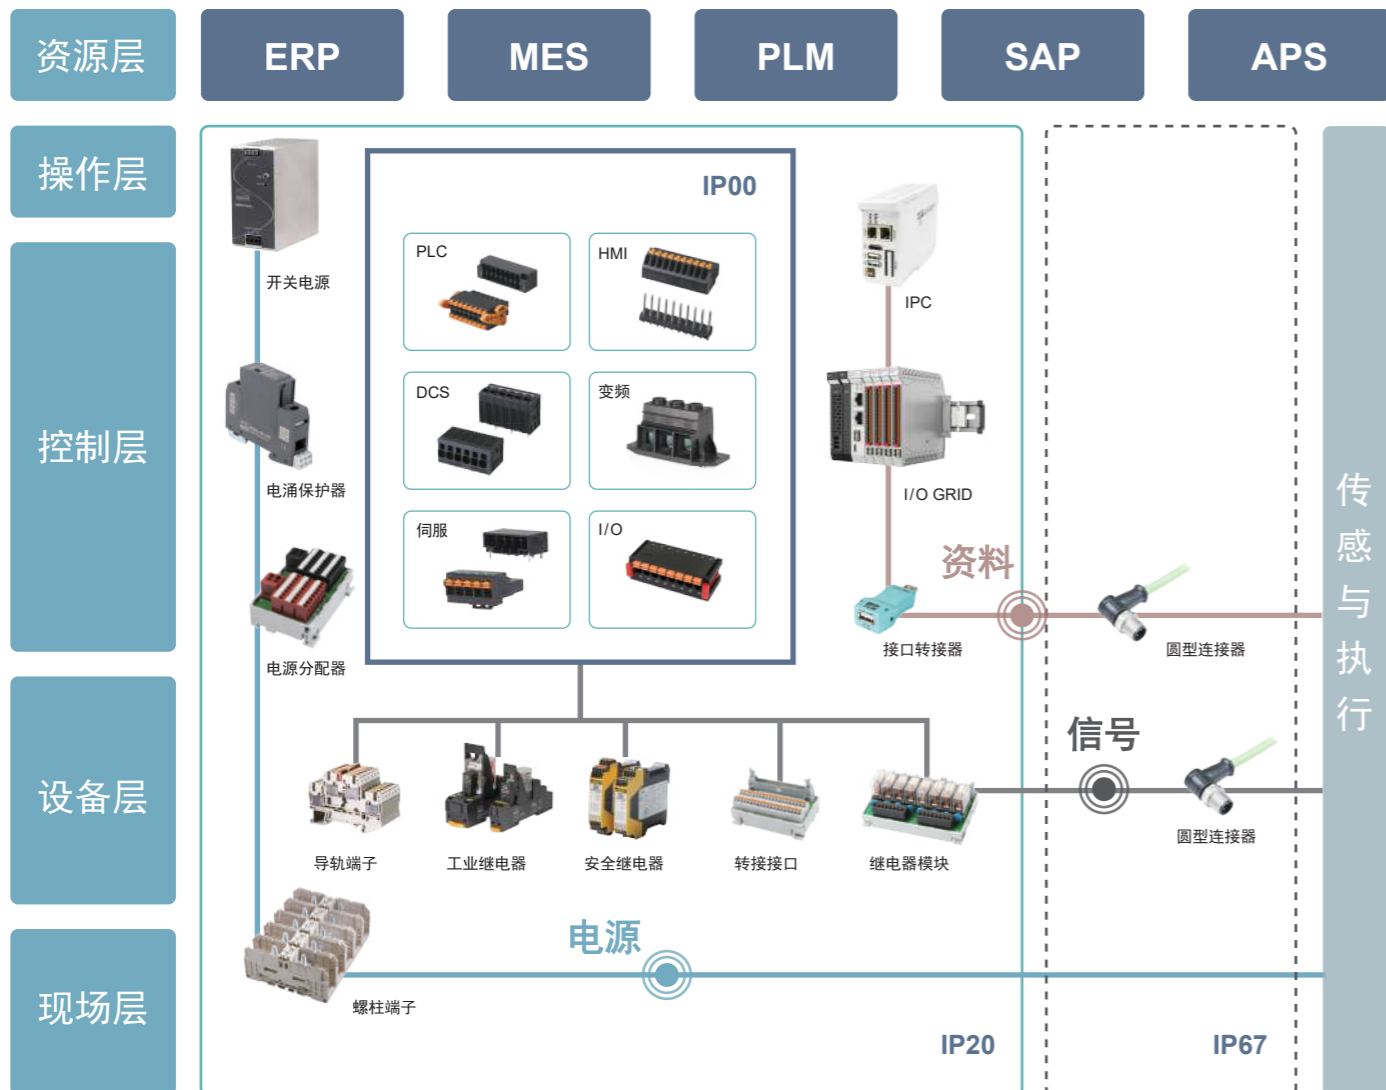 资源层
ERP
MES
PLM
SAP
APS
操作层
控制层
设备层
现场层
开关电源
电涌保护器
电源分配器
IP00
PLC
HMI
DCS
变频
伺服
I/O
IPC
I/O GRID
资料
接口转接器
圆型连接器
传感与执行
信号
圆型连接器
导轨端子
工业继电器
安全继电器
转接接口
继电器模块
电源
螺柱端子
IP20
IP67